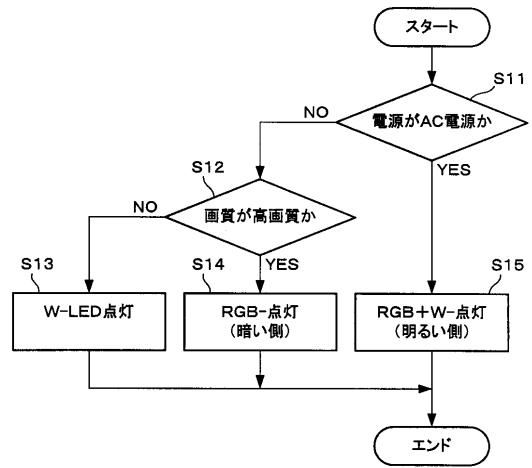 スタート
S11
電源がAC電源か
NO
YES
S12
画質が高画質か
NO
YES
S13
W-LED点灯
S14
RGB-点灯
(暗い側)
S15
RGB+W-点灯
(明るい側)
エンド